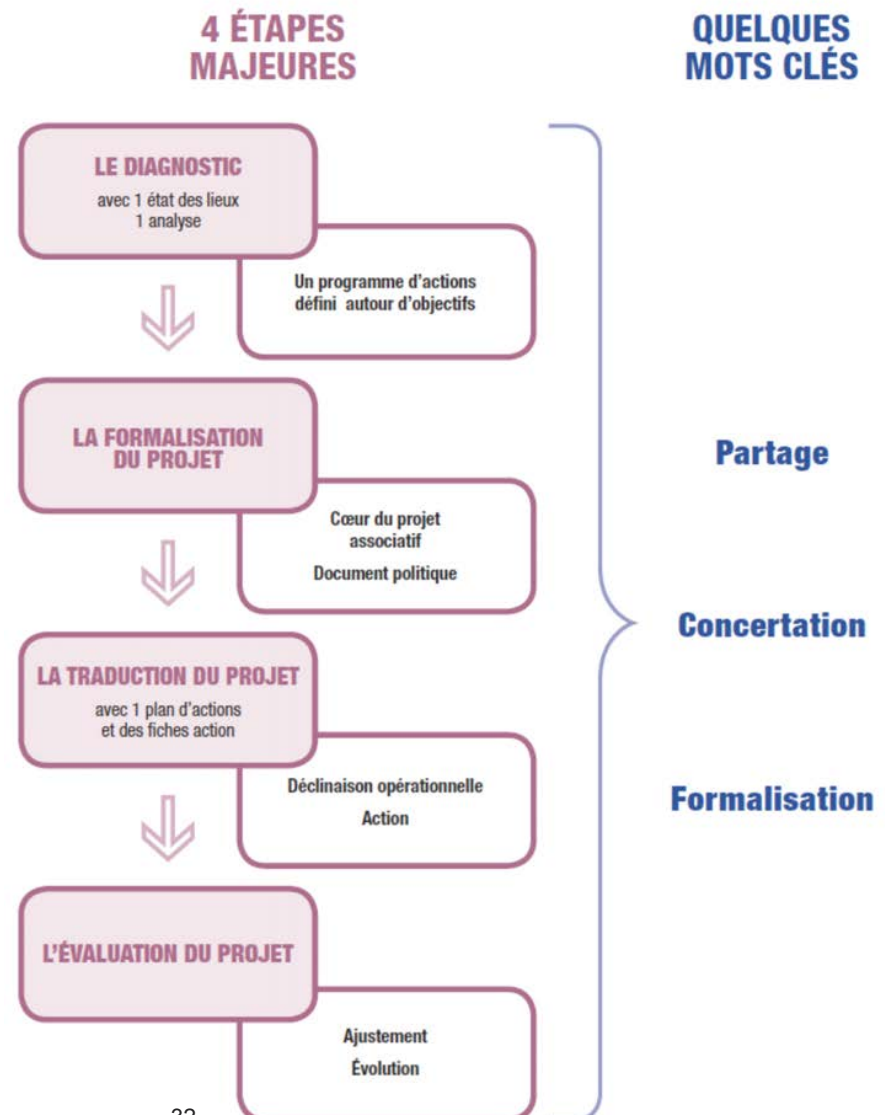 4 ÉTAPES
MAJEURES
QUELQUES
MOTS CLÉS
LE DIAGNOSTIC
avec 1 état des lieux
1 analyse
Un programme d'actions
défini autour d'objectifs
LA FORMALISATION
DU PROJET
Cœur du projet
associatif
Document politique
LA TRADUCTION DU PROJET
avec 1 plan d'actions
et des fiches action
Déclinaison opérationnelle
Action
L'ÉVALUATION DU PROJET
Ajustement
Évolution
Partage
Concertation
Formalisation
32